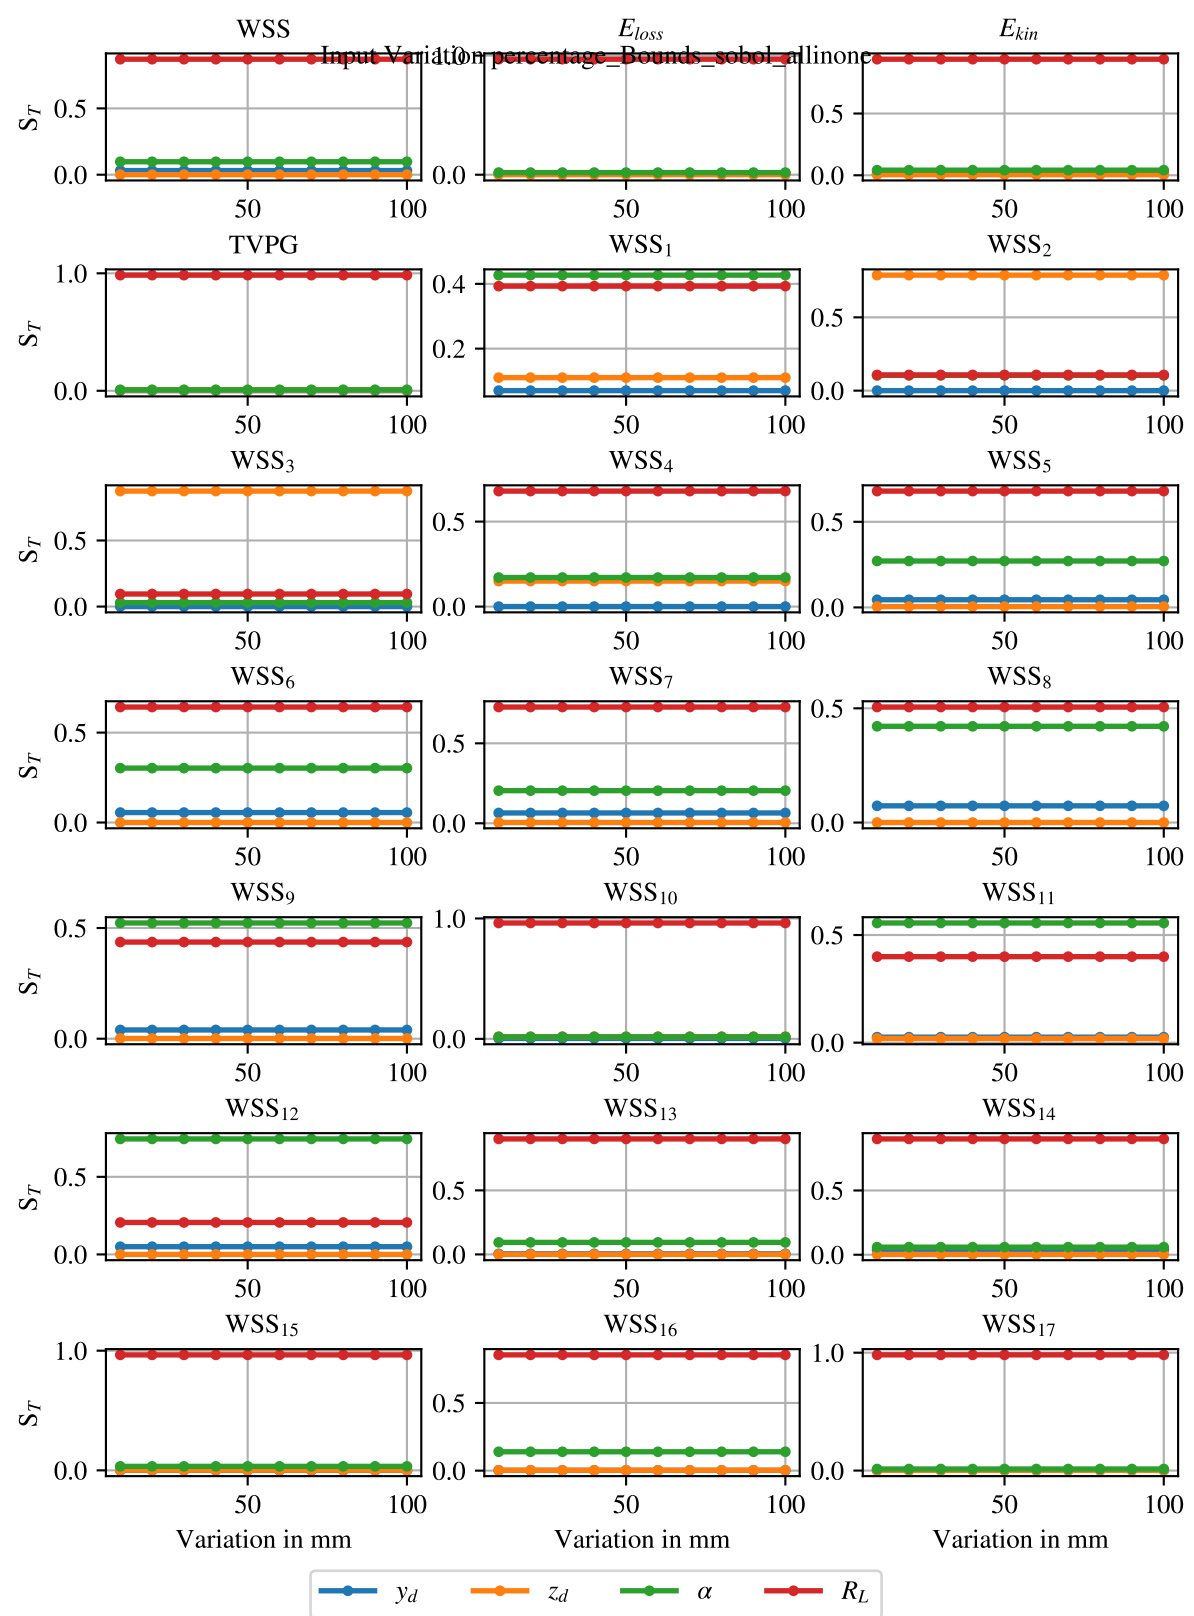 WSS E_loss E_kin
Input Variation percentage_Bounds_sobol_allinone
1.0
S_T 0.5 0.5
0.0 0.0 0.0
50 100 50 100 50 100
TVPG WSS_1 WSS_2
1.0 0.4 0.5
S_T 0.2
0.0 0.0
50 100 50 100 50 100
WSS_3 WSS_4 WSS_5
S_T 0.5 0.5 0.5
0.0 0.0 0.0
50 100 50 100 50 100
WSS_6 WSS_7 WSS_8
S_T 0.5 0.5 0.5
0.0 0.0 0.0
50 100 50 100 50 100
WSS_9 WSS_10 WSS_11
S_T 0.5 1.0 0.5
0.0 0.0 0.0
50 100 50 100 50 100
WSS_12 WSS_13 WSS_14
S_T 0.5 0.5 0.5
0.0 0.0 0.0
50 100 50 100 50 100
WSS_15 WSS_16 WSS_17
1.0 0.5 1.0
S_T
0.0 0.0 0.0
50 100 50 100 50 100
Variation in mm Variation in mm Variation in mm
y_d z_d α R_L